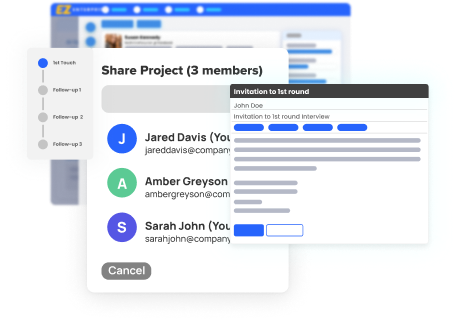 EZ
Susan Kennedy
1st Touch
Follow-up 1
Follow-up 2
Follow-up 3
Share Project (3 members)
J
Jared Davis (You
jareddavis@company
A
Amber Greyson
ambergreyson@com
S
Sarah John (You
sarahjohn@company
Cancel
Invitation to 1st round
John Doe
Invitation to 1st round Interview